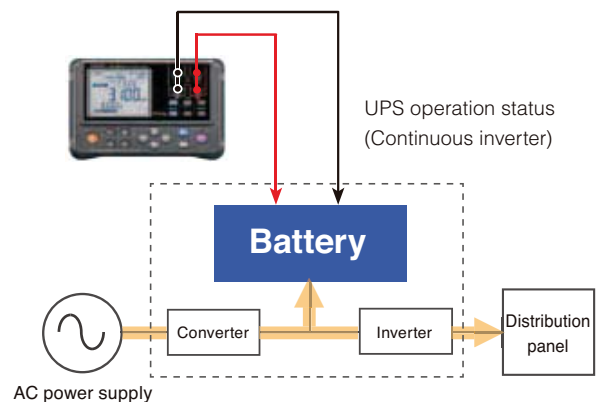 UPS operation status
(Continuous inverter)
Battery
Converter
Inverter
Distribution
panel
AC power supply